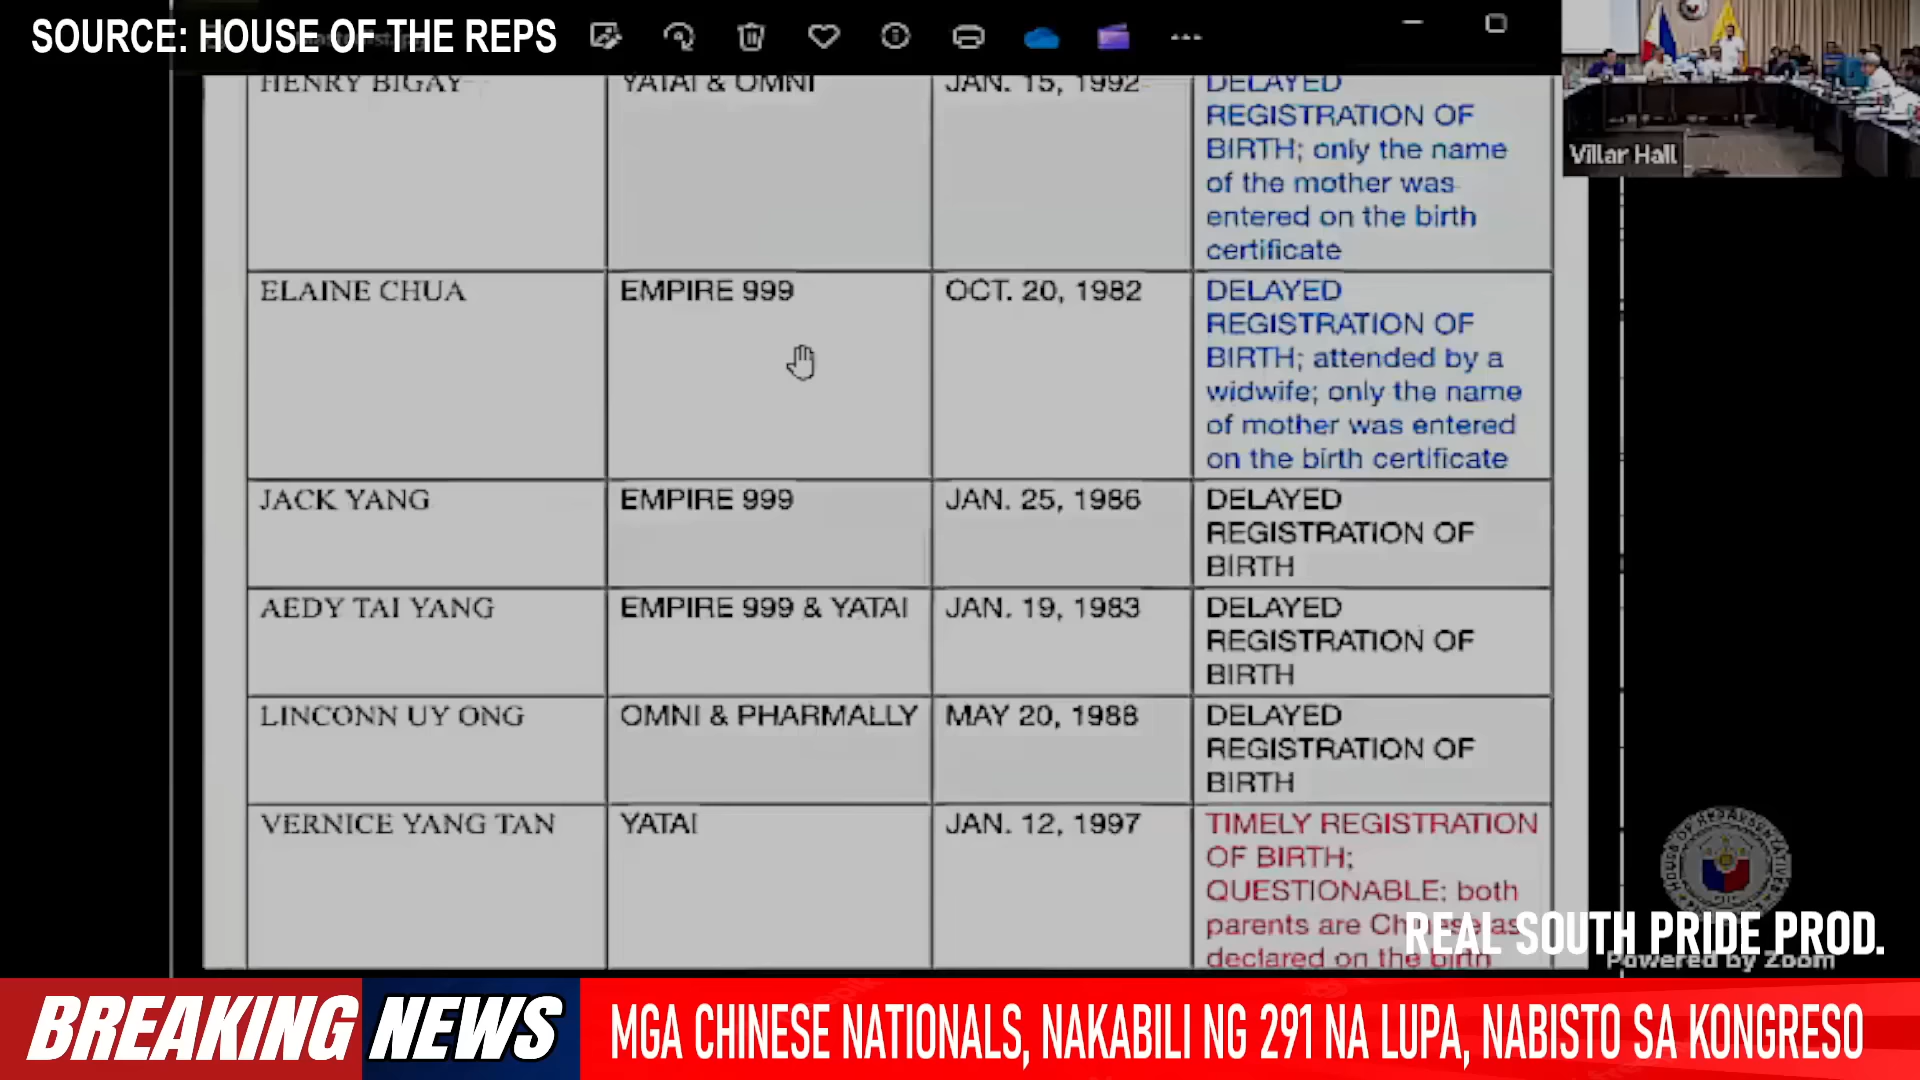 SOURCE: HOUSE OF THE REPS
Villar Hall
HENRY BIGAY
YATAI & OMNI
JAN. 15, 1992
DELAYED
REGISTRATION OF
BIRTH; only the name
of the mother was
entered on the birth
certificate
ELAINE CHUA
EMPIRE 999
OCT. 20, 1982
DELAYED
REGISTRATION OF
BIRTH; attended by a
widwife; only the name
of mother was entered
on the birth certificate
JACK YANG
EMPIRE 999
JAN. 25, 1986
DELAYED
REGISTRATION OF
BIRTH
AEDY TAI YANG
EMPIRE 999 & YATAI
JAN. 19, 1983
DELAYED
REGISTRATION OF
BIRTH
LINCONN UY ONG
OMNI & PHARMALLY
MAY 20, 1988
DELAYED
REGISTRATION OF
BIRTH
VERNICE YANG TAN
YATAI
JAN. 12, 1997
TIMELY REGISTRATION
OF BIRTH;
QUESTIONABLE; both
parents are Chinese as
declared on the birth
REAL SOUTH PRIDE PROD.
Powered by Zoom
BREAKING NEWS
MGA CHINESE NATIONALS, NAKABILI NG 291 NA LUPA, NABISTO SA KONGRESO